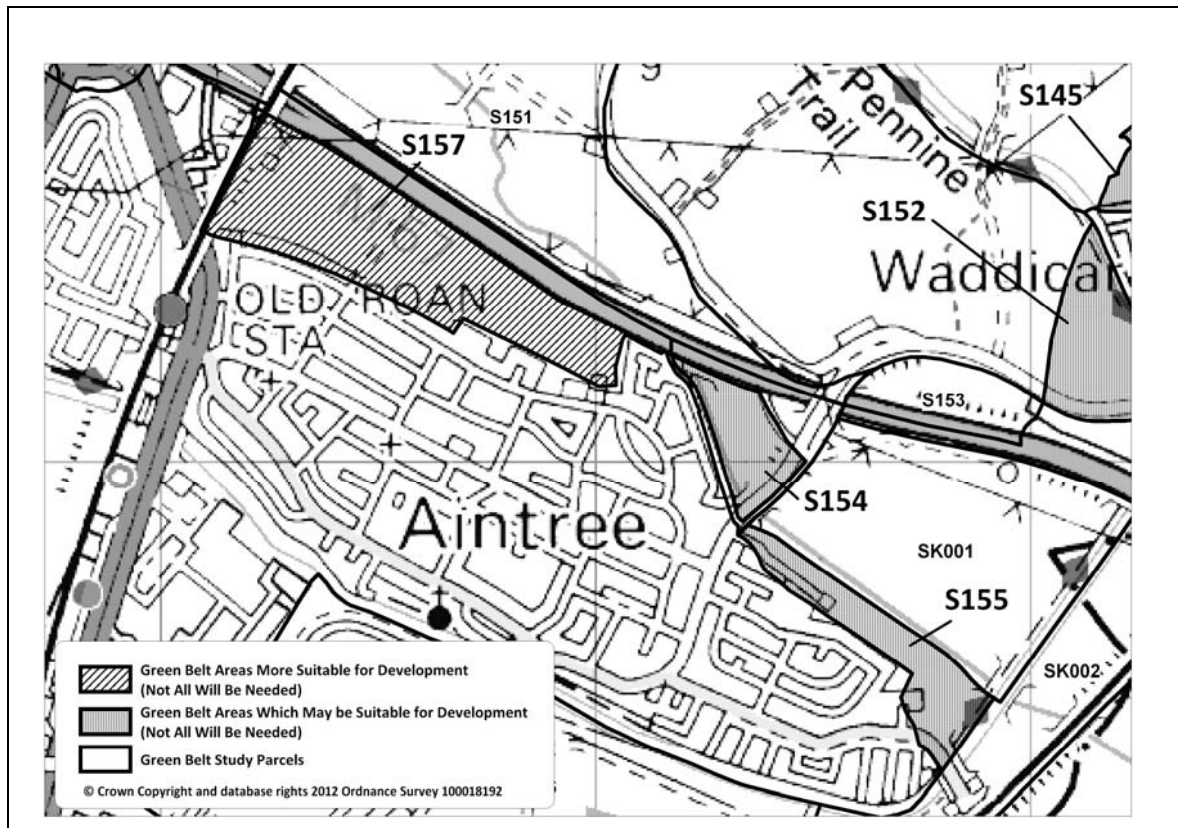 S151
S157
9
Pennine
Trail
S145
S152
Waddicar
OLD ROAN
STA
S153
S154
Aintree
SK001
S155
SK002
Green Belt Areas More Suitable for Development
(Not All Will Be Needed)
Green Belt Areas Which May be Suitable for Development
(Not All Will Be Needed)
Green Belt Study Parcels
© Crown Copyright and database rights 2012 Ordnance Survey 100018192